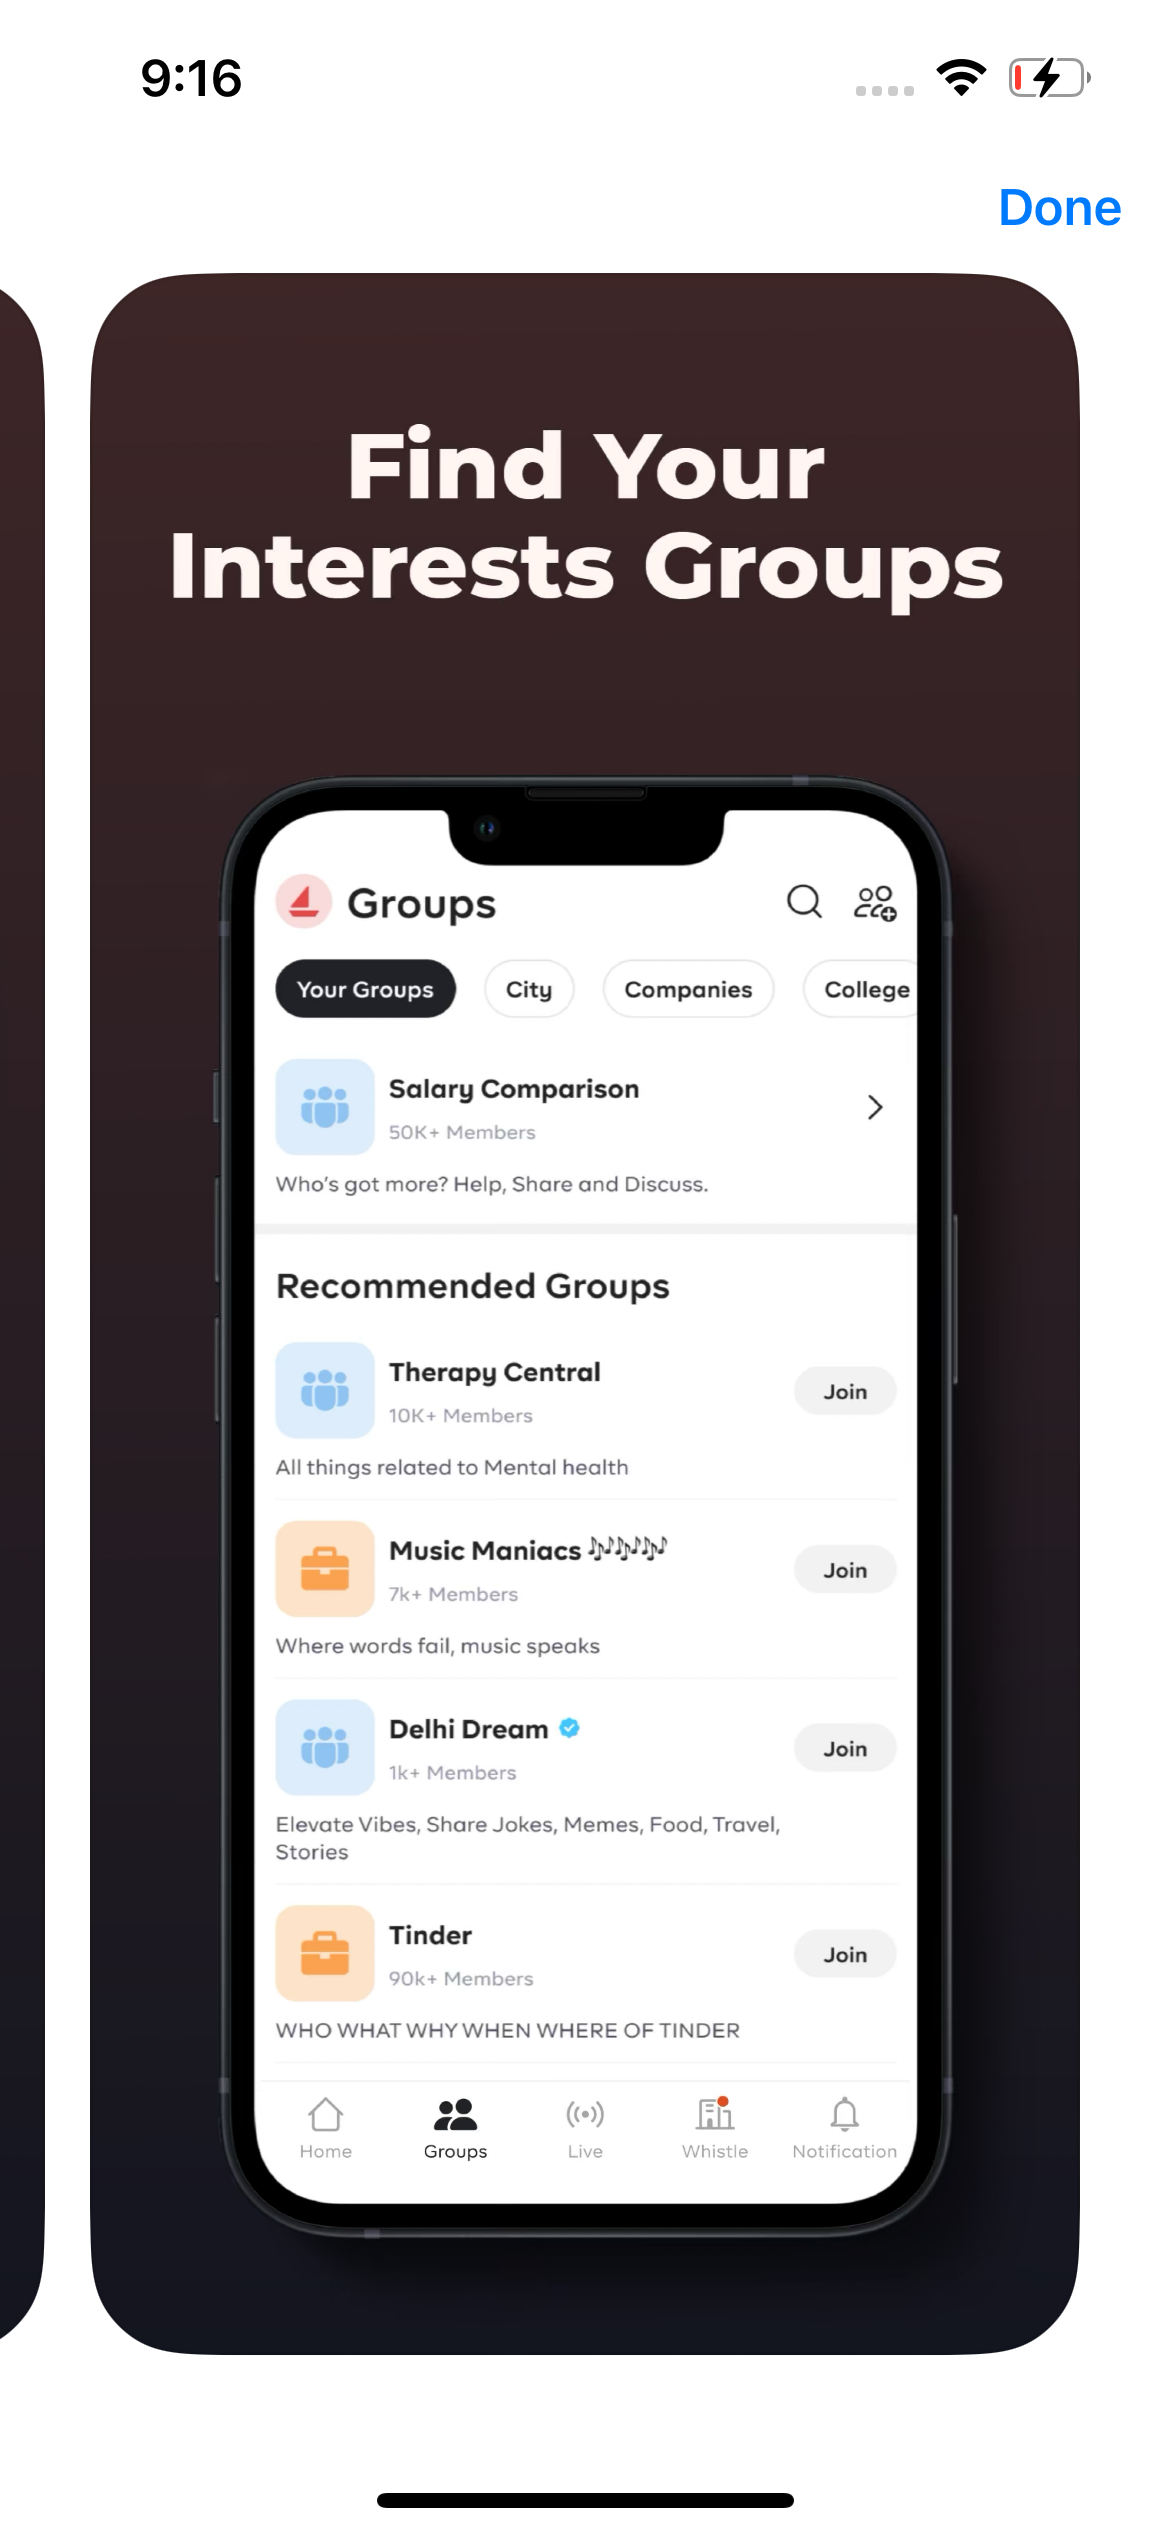 9:16
Done
Find Your
Interests Groups
Groups
Your Groups City Companies College
Salary Comparison
50K+ Members
Who's got more? Help, Share and Discuss.
Recommended Groups
Therapy Central
10K+ Members
Join
All things related to Mental health
Music Maniacs 🎶🎶🎶
7k+ Members
Join
Where words fail, music speaks
Delhi Dream
1k+ Members
Join
Elevate Vibes, Share Jokes, Memes, Food, Travel,
Stories
Tinder
90k+ Members
Join
WHO WHAT WHY WHEN WHERE OF TINDER
Home Groups Live Whistle Notification